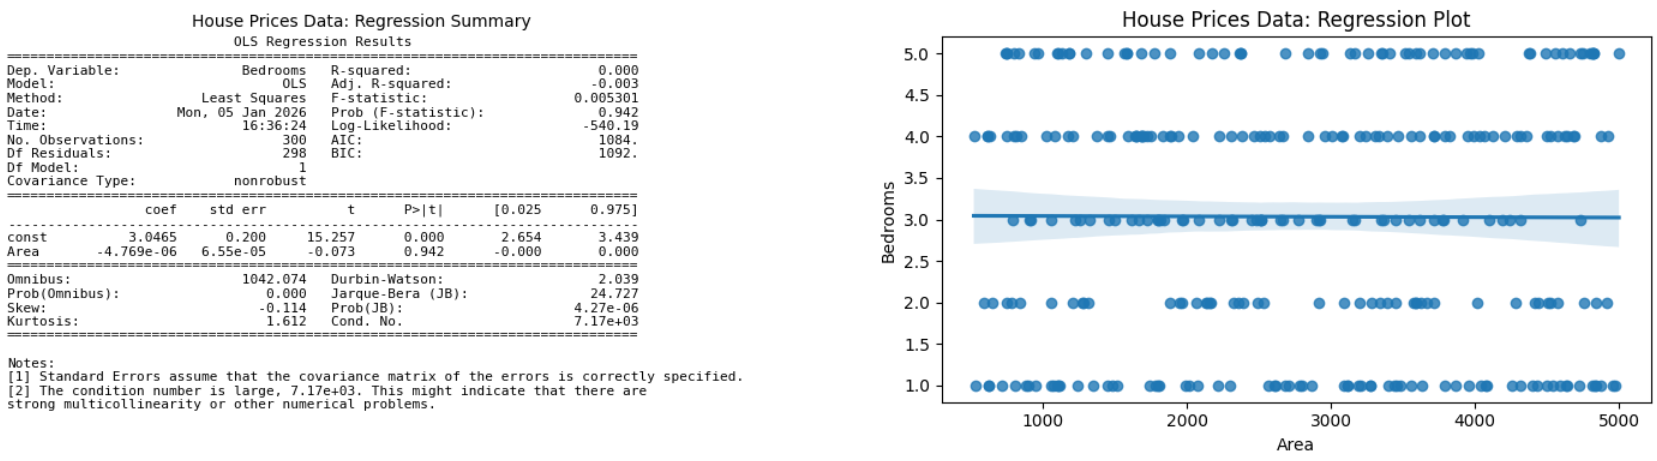 House Prices Data: Regression Summary
OLS Regression Results
==============================================================================
Dep. Variable:               Bedrooms   R-squared:                       0.000
Model:                            OLS   Adj. R-squared:                 -0.003
Method:                 Least Squares   F-statistic:                  0.005301
Date:                Mon, 05 Jan 2026   Prob (F-statistic):              0.942
Time:                        16:36:24   Log-Likelihood:                -540.19
No. Observations:                 300   AIC:                             1084.
Df Residuals:                     298   BIC:                             1092.
Df Model:                           1
Covariance Type:            nonrobust
==============================================================================
                 coef    std err          t      P>|t|      [0.025      0.975]
------------------------------------------------------------------------------
const          3.0465      0.200     15.257      0.000       2.654       3.439
Area       -4.769e-06   6.55e-05     -0.073      0.942      -0.000       0.000
==============================================================================
Omnibus:                     1042.074   Durbin-Watson:                   2.039
Prob(Omnibus):                  0.000   Jarque-Bera (JB):               24.727
Skew:                          -0.114   Prob(JB):                     4.27e-06
Kurtosis:                       1.612   Cond. No.                     7.17e+03
==============================================================================
Notes:
[1] Standard Errors assume that the covariance matrix of the errors is correctly specified.
[2] The condition number is large, 7.17e+03. This might indicate that there are
strong multicollinearity or other numerical problems.
House Prices Data: Regression Plot
Bedrooms
5.0
4.5
4.0
3.5
3.0
2.5
2.0
1.5
1.0
1000 2000 3000 4000 5000
Area